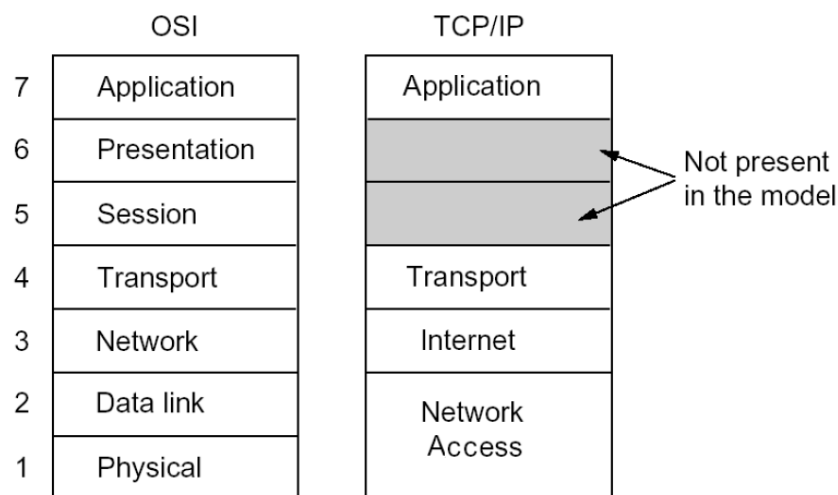 OSI TCP/IP
7 Application Application
6 Presentation
Not present
in the model
5 Session
4 Transport Transport
3 Network Internet
2 Data link
Network
Access
1 Physical